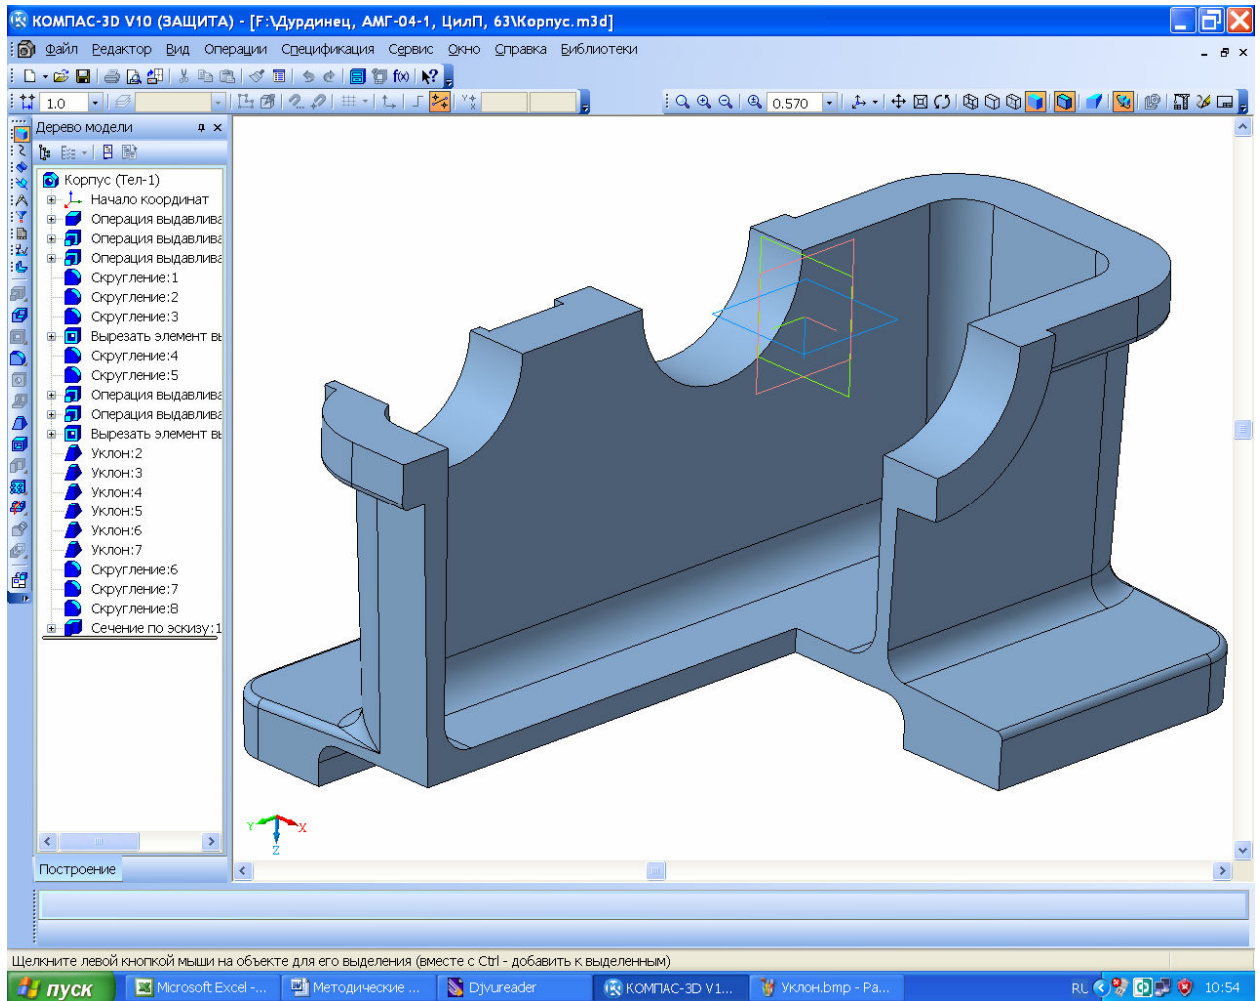 КОМПАС-3D V10 (ЗАЩИТА) - [F:\Дурдинец, АМГ-04-1, ЦилП, 63\Корпус.m3d]
Файл Редактор Вид Операции Спецификация Сервис Окно Справка Библиотеки
1.0
0.570
Дерево модели
Корпус (Тел-1)
Начало координат
Операция выдавлива
Операция выдавлива
Операция выдавлива
Скругление:1
Скругление:2
Скругление:3
Вырезать элемент вы
Скругление:4
Скругление:5
Операция выдавлива
Операция выдавлива
Вырезать элемент вы
Уклон:2
Уклон:3
Уклон:4
Уклон:5
Уклон:6
Уклон:7
Скругление:6
Скругление:7
Скругление:8
Сечение по эскизу:1
Y X
Z
Построение
Щелкните левой кнопкой мыши на объекте для его выделения (вместе с Ctrl - добавить к выделенным)
пуск Microsoft Excel -... Методические ... Djvureader КОМПАС-3D V1... Уклон.bmp - Pa... RU 10:54